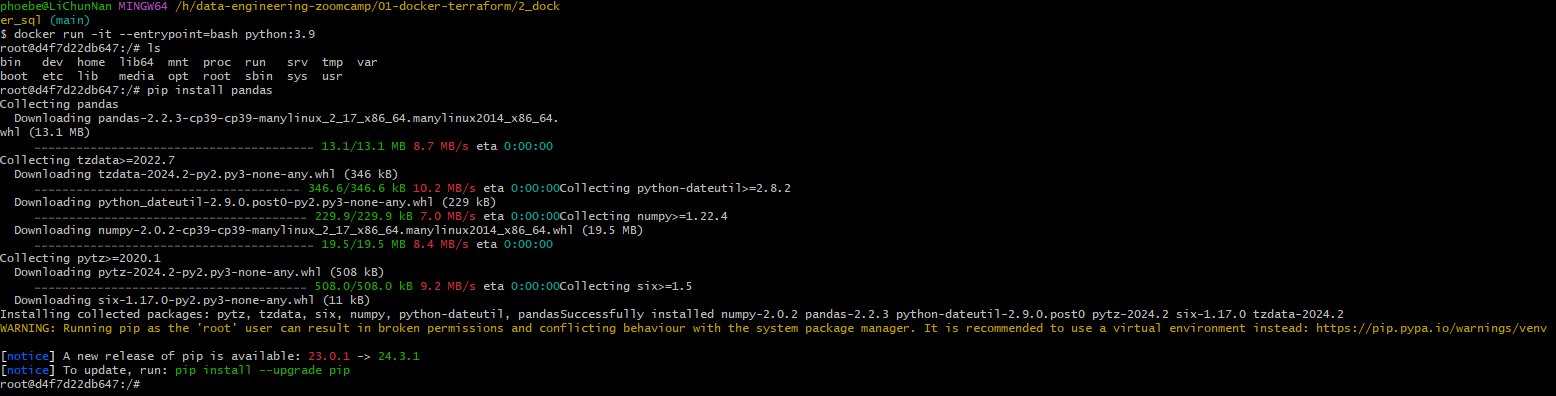 phoebe@LiChunNan MINGW64 /h/data-engineering-zoomcamp/01-docker-terraform/2_dock
er_sql (main)
$ docker run -it --entrypoint=bash python:3.9
root@d4f7d22db647:/# ls
bin   dev  home  lib64  mnt  proc  run   srv  tmp  var
boot  etc  lib   media  opt  root  sbin  sys  usr
root@d4f7d22db647:/# pip install pandas
Collecting pandas
  Downloading pandas-2.2.3-cp39-cp39-manylinux_2_17_x86_64.manylinux2014_x86_64.
whl (13.1 MB)
     ---------------------------------------- 13.1/13.1 MB 8.7 MB/s eta 0:00:00
Collecting tzdata>=2022.7
  Downloading tzdata-2024.2-py2.py3-none-any.whl (346 kB)
     -------------------------------------- 346.6/346.6 kB 10.2 MB/s eta 0:00:00Collecting python-dateutil>=2.8.2
  Downloading python_dateutil-2.9.0.post0-py2.py3-none-any.whl (229 kB)
     --------------------------------------- 229.9/229.9 kB 7.0 MB/s eta 0:00:00Collecting numpy>=1.22.4
  Downloading numpy-2.0.2-cp39-cp39-manylinux_2_17_x86_64.manylinux2014_x86_64.whl (19.5 MB)
     ---------------------------------------- 19.5/19.5 MB 8.4 MB/s eta 0:00:00
Collecting pytz>=2020.1
  Downloading pytz-2024.2-py2.py3-none-any.whl (508 kB)
     --------------------------------------- 508.0/508.0 kB 9.2 MB/s eta 0:00:00Collecting six>=1.5
  Downloading six-1.17.0-py2.py3-none-any.whl (11 kB)
Installing collected packages: pytz, tzdata, six, numpy, python-dateutil, pandasSuccessfully installed numpy-2.0.2 pandas-2.2.3 python-dateutil-2.9.0.post0 pytz-2024.2 six-1.17.0 tzdata-2024.2
WARNING: Running pip as the 'root' user can result in broken permissions and conflicting behaviour with the system package manager. It is recommended to use a virtual environment instead: https://pip.pypa.io/warnings/venv
[notice] A new release of pip is available: 23.0.1 -> 24.3.1
[notice] To update, run: pip install --upgrade pip
root@d4f7d22db647:/#